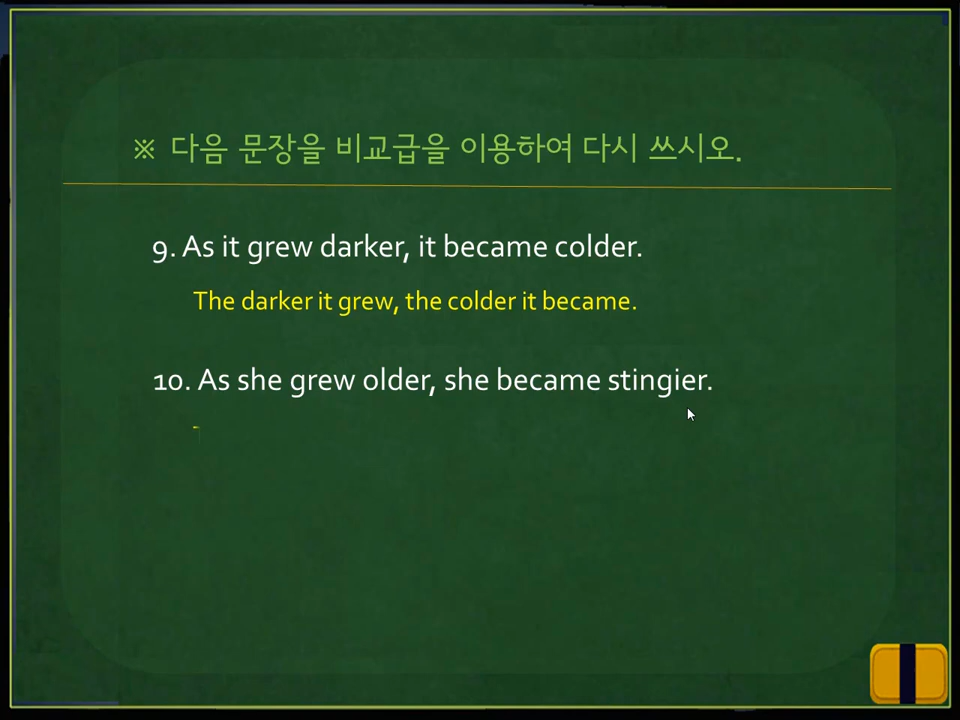 ※ 다음 문장을 비교급을 이용하여 다시 쓰시오.
9. As it grew darker, it became colder.
The darker it grew, the colder it became.
10. As she grew older, she became stingier.